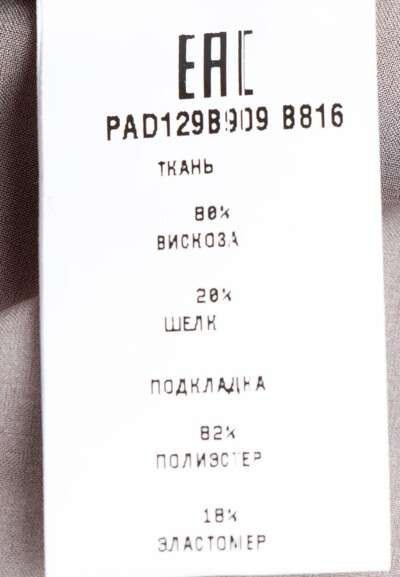 EAC
PAD129B909 B816
ТКАНЬ
80%
ВИСКОЗА
20%
ШЕЛК
ПОДКЛАДКА
82%
ПОЛИЭСТЕР
18%
ЭЛАСТОМЕР